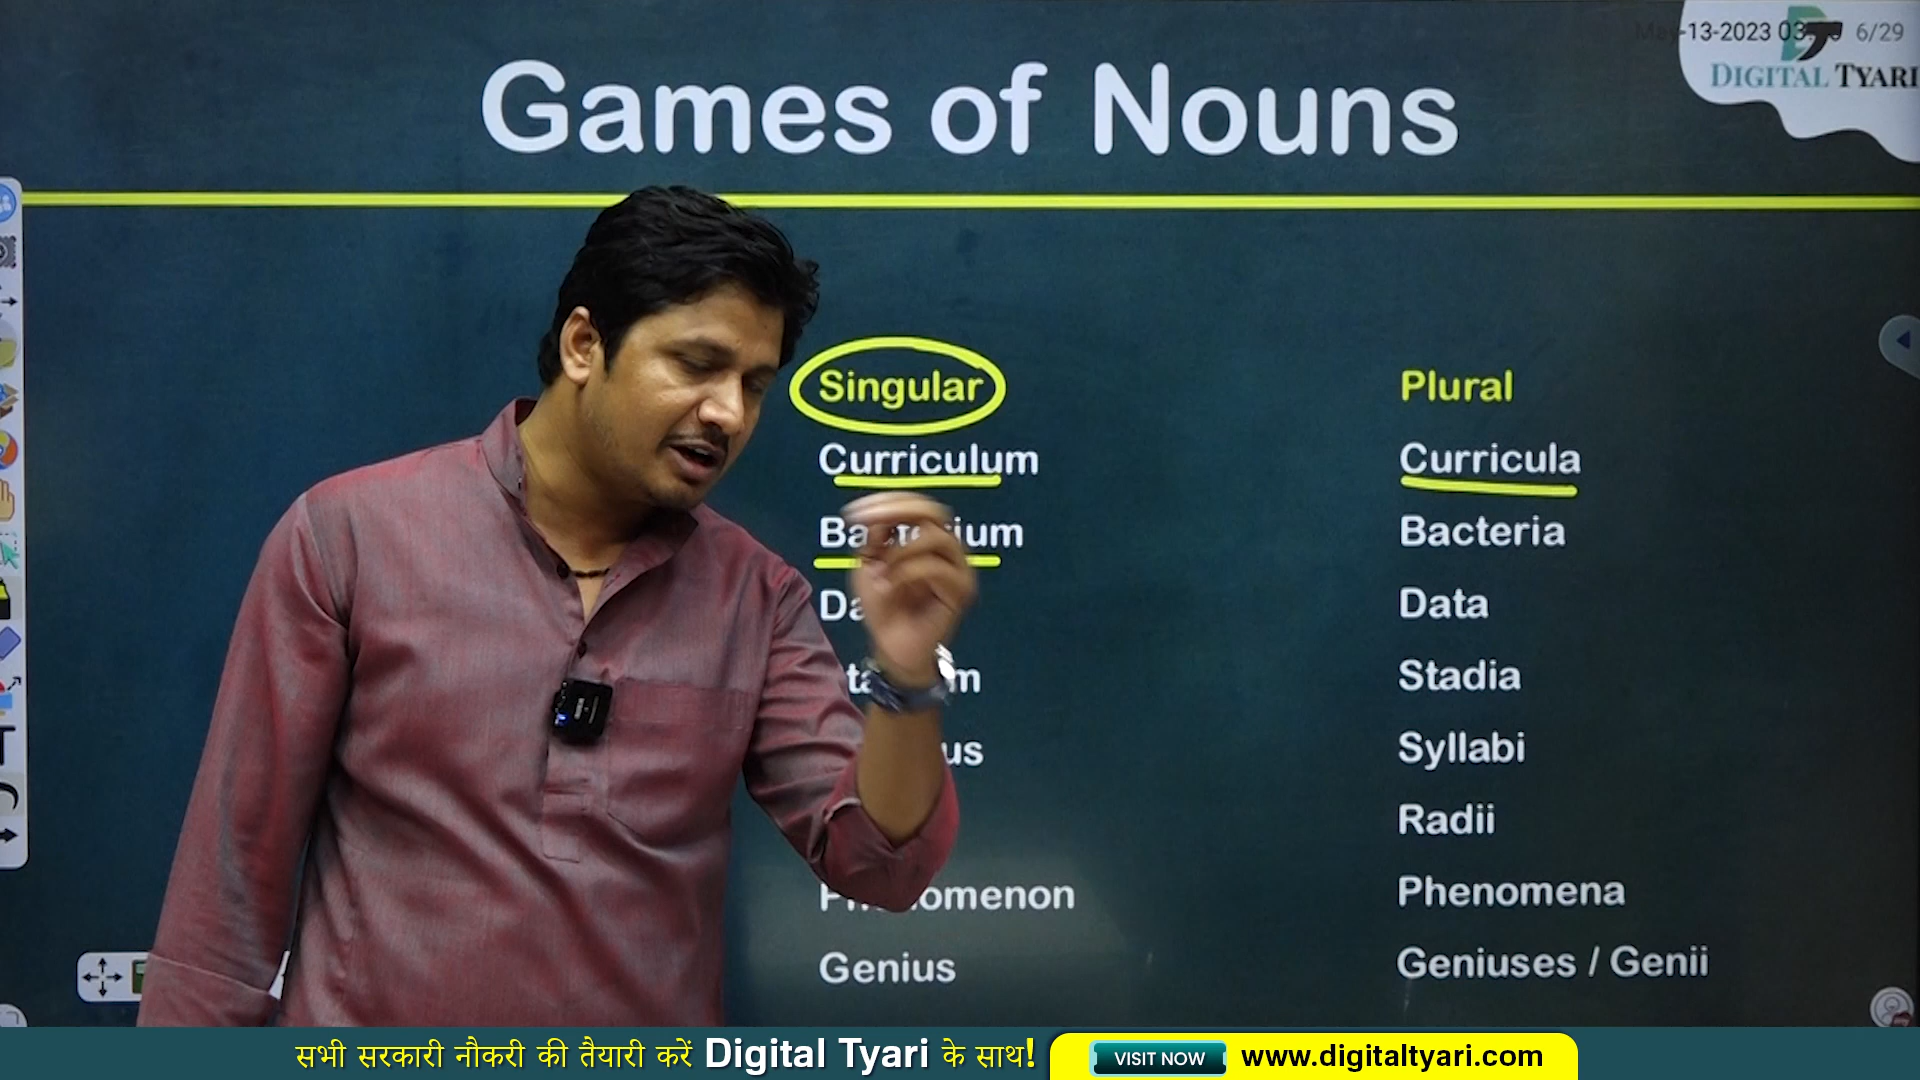 -13-2023 03 6/29
DIGITAL TYARI
Games of Nouns
Singular Plural
Curriculum Curricula
Bacteria
Data
Stadia
Syllabi
Radii
Phenomena
Genius Geniuses / Genii
सभी सरकारी नौकरी की तैयारी करें Digital Tyari के साथ!
VISIT NOW www.digitaltyari.com